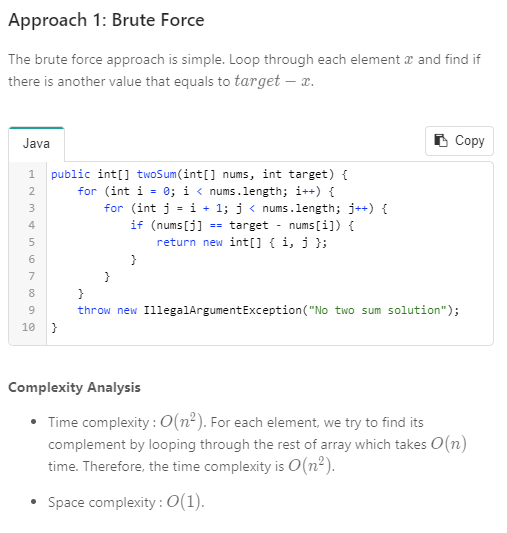 Approach 1: Brute Force
The brute force approach is simple. Loop through each element x and find if
there is another value that equals to target − x.
Java
Copy
1 public int[] twoSum(int[] nums, int target) {
2     for (int i = 0; i < nums.length; i++) {
3         for (int j = i + 1; j < nums.length; j++) {
4             if (nums[j] == target - nums[i]) {
5                 return new int[] { i, j };
6             }
7         }
8     }
9     throw new IllegalArgumentException("No two sum solution");
10 }
Complexity Analysis
• Time complexity : O(n²). For each element, we try to find its
complement by looping through the rest of array which takes O(n)
time. Therefore, the time complexity is O(n²).
• Space complexity : O(1).